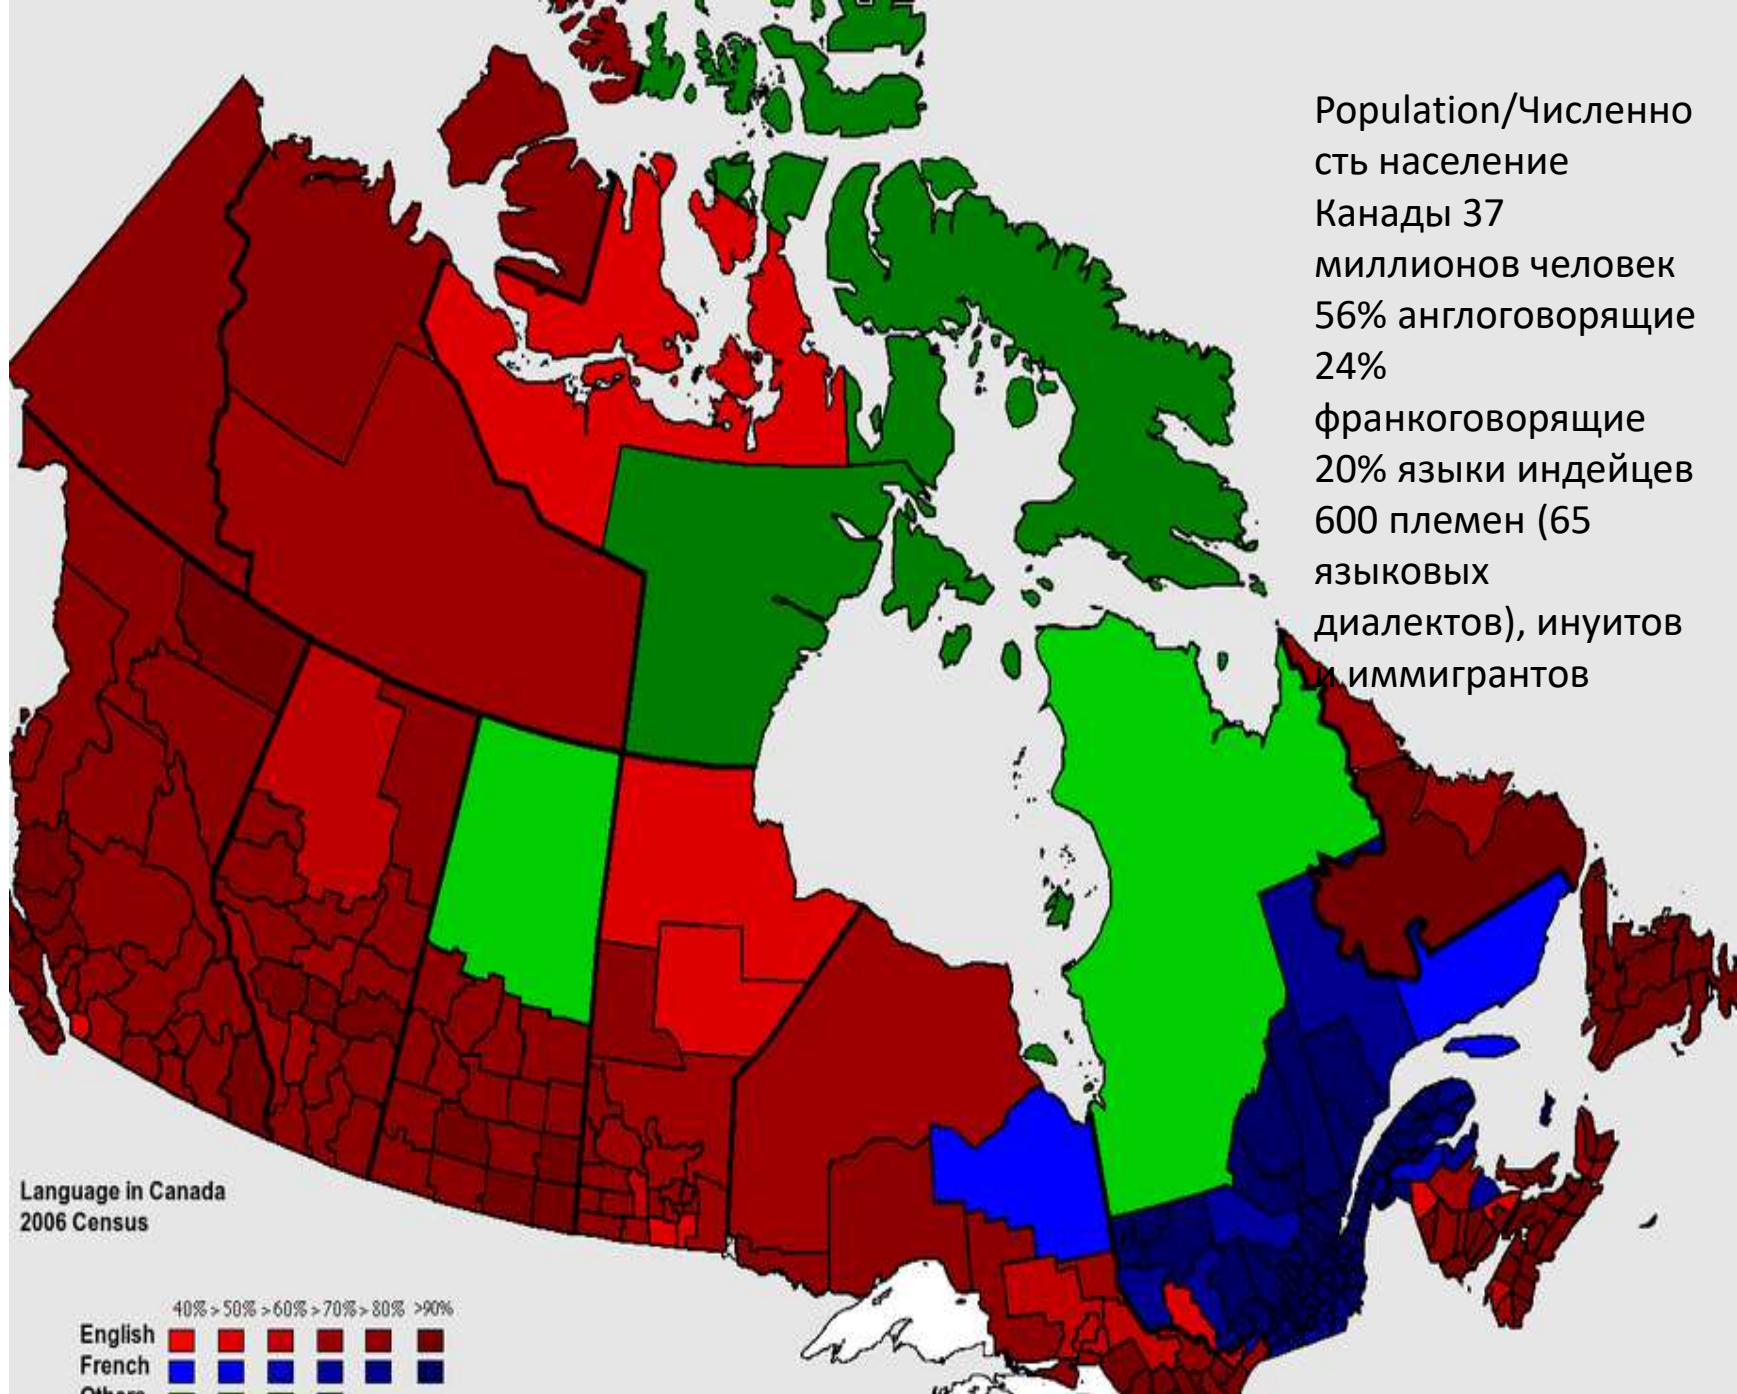 Population/Численно
сть население
Канады 37
миллионов человек
56% англоговорящие
24%
франкоговорящие
20% языки индейцев
600 племен (65
языковых
диалектов), инуитов
и иммигрантов
Language in Canada
2006 Census
40% > 50% > 60% > 70% > 80% >90%
English
French
Others